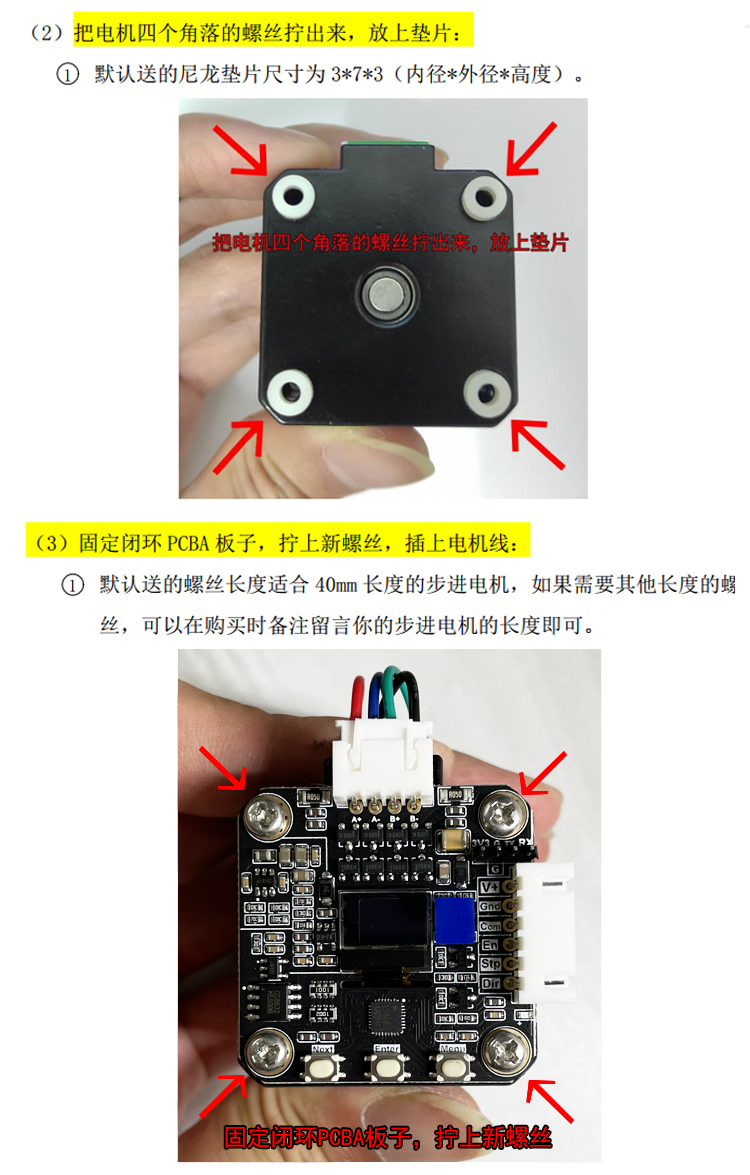 （2）把电机四个角落的螺丝拧出来，放上垫片：
① 默认送的尼龙垫片尺寸为 3*7*3（内径*外径*高度）。
把电机四个角落的螺丝拧出来，放上垫片
（3）固定闭环 PCBA 板子，拧上新螺丝，插上电机线：
① 默认送的螺丝长度适合 40mm 长度的步进电机，如果需要其他长度的螺
丝，可以在购买时备注留言你的步进电机的长度即可。
R050
R050
A+ A- B+ B-
3V3 G TX RX
G
V+
Gnd
Com
En
Stp
Dir
1001
1002
Next Enter Menu
固定闭环PCBA板子，拧上新螺丝